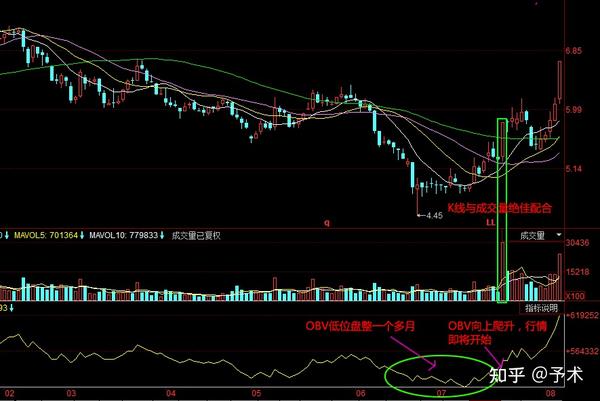 6.85
5.99
5.14
4.45
K线与成交量绝佳配合
q
LL
MAVOL5: 701364 MAVOL10: 779833 成交量已复权
成交量
30436
15218
X100
93
指标说明
619252
OBV低位盘整一个多月
OBV向上爬升，行情
即将开始
564332
知乎 @予术
02 03 04 05 06 07 08